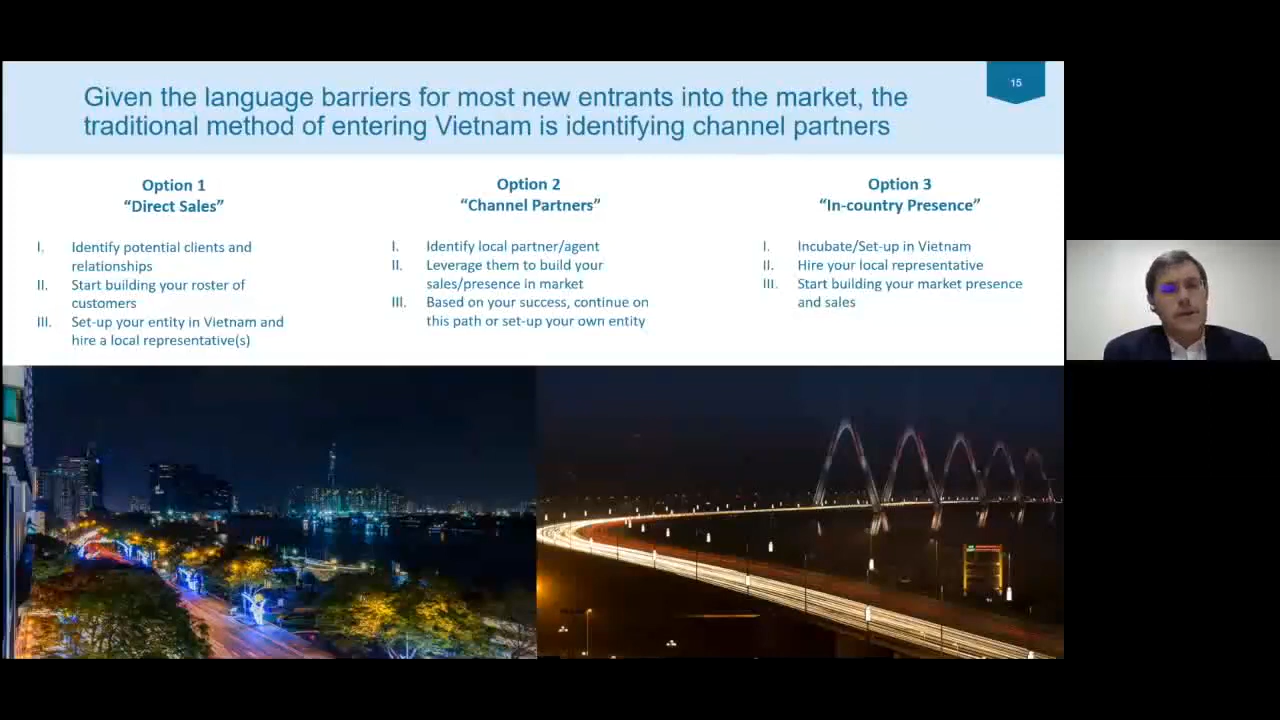 15
Given the language barriers for most new entrants into the market, the
traditional method of entering Vietnam is identifying channel partners
Option 1
“Direct Sales”
I. Identify potential clients and
relationships
II. Start building your roster of
customers
III. Set-up your entity in Vietnam and
hire a local representative(s)
Option 2
“Channel Partners”
I. Identify local partner/agent
II. Leverage them to build your
sales/presence in market
III. Based on your success, continue on
this path or set-up your own entity
Option 3
“In-country Presence”
I. Incubate/Set-up in Vietnam
II. Hire your local representative
III. Start building your market presence
and sales